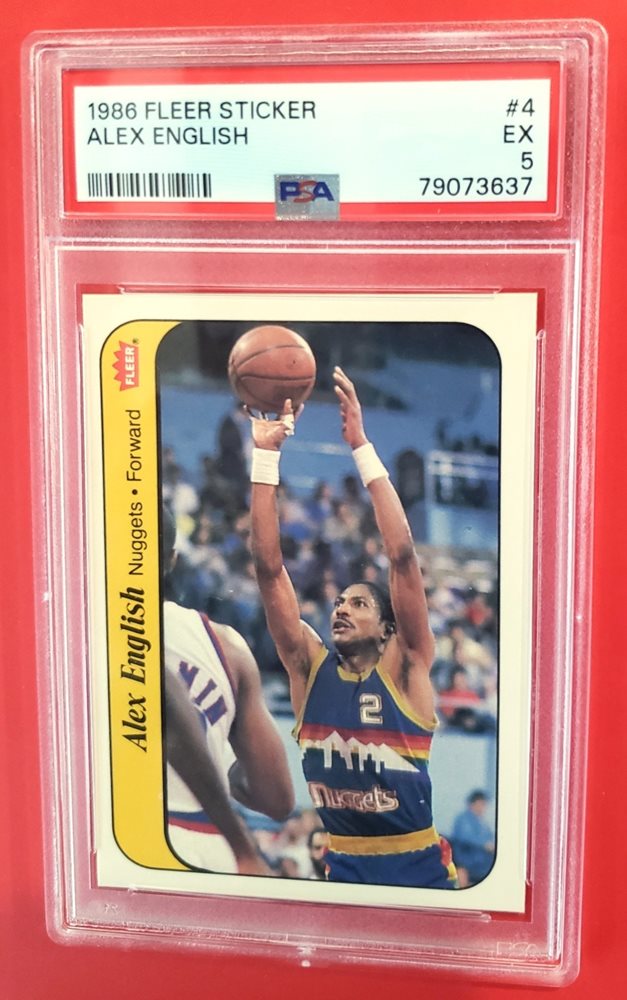 1986 FLEER STICKER #4
ALEX ENGLISH EX
5
PSA 79073637
FLEER®
Alex English Nuggets • Forward
2
Nuggets